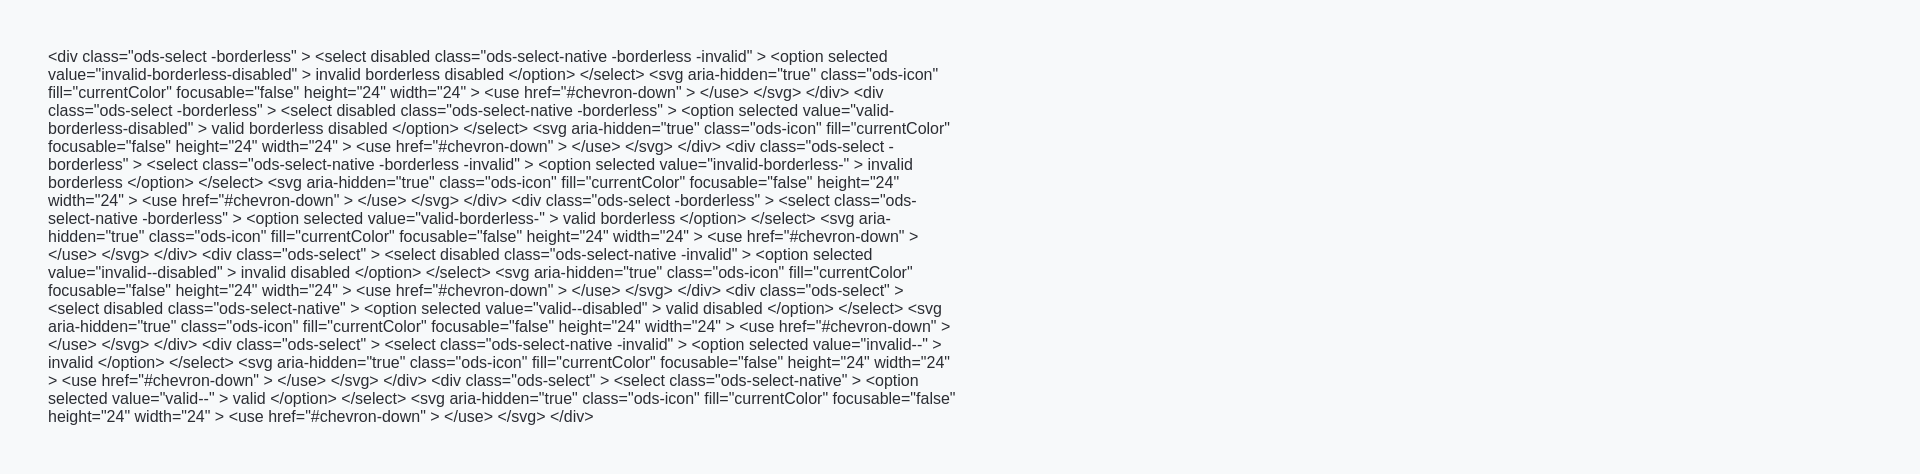 <div class="ods-select -borderless" > <select disabled class="ods-select-native -borderless -invalid" > <option selected
value="invalid-borderless-disabled" > invalid borderless disabled </option> </select> <svg aria-hidden="true" class="ods-icon"
fill="currentColor" focusable="false" height="24" width="24" > <use href="#chevron-down" > </use> </svg> </div> <div
class="ods-select -borderless" > <select disabled class="ods-select-native -borderless" > <option selected value="valid-
borderless-disabled" > valid borderless disabled </option> </select> <svg aria-hidden="true" class="ods-icon" fill="currentColor"
focusable="false" height="24" width="24" > <use href="#chevron-down" > </use> </svg> </div> <div class="ods-select -
borderless" > <select class="ods-select-native -borderless -invalid" > <option selected value="invalid-borderless-" > invalid
borderless </option> </select> <svg aria-hidden="true" class="ods-icon" fill="currentColor" focusable="false" height="24"
width="24" > <use href="#chevron-down" > </use> </svg> </div> <div class="ods-select -borderless" > <select class="ods-
select-native -borderless" > <option selected value="valid-borderless-" > valid borderless </option> </select> <svg aria-
hidden="true" class="ods-icon" fill="currentColor" focusable="false" height="24" width="24" > <use href="#chevron-down" >
</use> </svg> </div> <div class="ods-select" > <select disabled class="ods-select-native -invalid" > <option selected
value="invalid--disabled" > invalid disabled </option> </select> <svg aria-hidden="true" class="ods-icon" fill="currentColor"
focusable="false" height="24" width="24" > <use href="#chevron-down" > </use> </svg> </div> <div class="ods-select" >
<select disabled class="ods-select-native" > <option selected value="valid--disabled" > valid disabled </option> </select> <svg
aria-hidden="true" class="ods-icon" fill="currentColor" focusable="false" height="24" width="24" > <use href="#chevron-down" >
</use> </svg> </div> <div class="ods-select" > <select class="ods-select-native -invalid" > <option selected value="invalid--" >
invalid </option> </select> <svg aria-hidden="true" class="ods-icon" fill="currentColor" focusable="false" height="24" width="24"
> <use href="#chevron-down" > </use> </svg> </div> <div class="ods-select" > <select class="ods-select-native" > <option
selected value="valid--" > valid </option> </select> <svg aria-hidden="true" class="ods-icon" fill="currentColor" focusable="false"
height="24" width="24" > <use href="#chevron-down" > </use> </svg> </div>